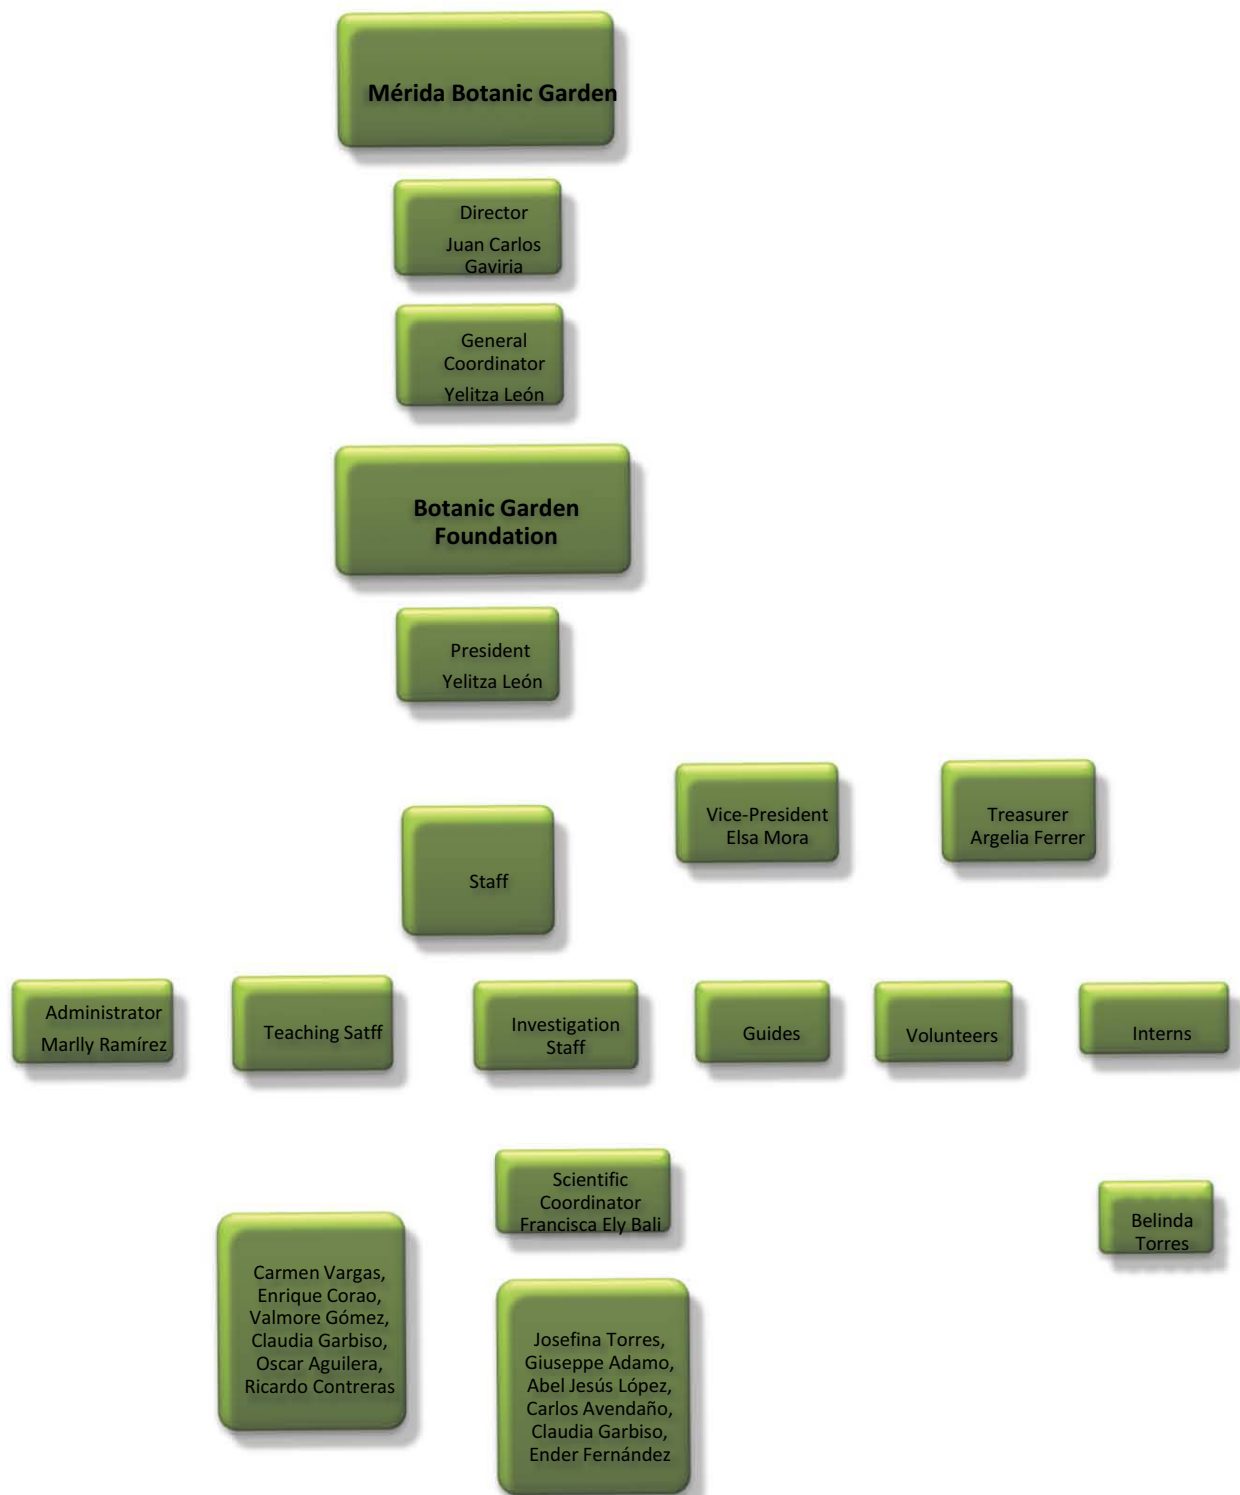 Mérida Botanic Garden
Director
Juan Carlos
Gaviria
General
Coordinator
Yelitza León
Botanic Garden
Foundation
President
Yelitza León
Vice-President
Elsa Mora
Treasurer
Argelia Ferrer
Staff
Administrator
Marlly Ramírez
Teaching Satff
Investigation
Staff
Guides
Volunteers
Interns
Scientific
Coordinator
Francisca Ely Bali
Belinda
Torres
Carmen Vargas,
Enrique Corao,
Valmore Gómez,
Claudia Garbiso,
Oscar Aguilera,
Ricardo Contreras
Josefina Torres,
Giuseppe Adamo,
Abel Jesús López,
Carlos Avendaño,
Claudia Garbiso,
Ender Fernández